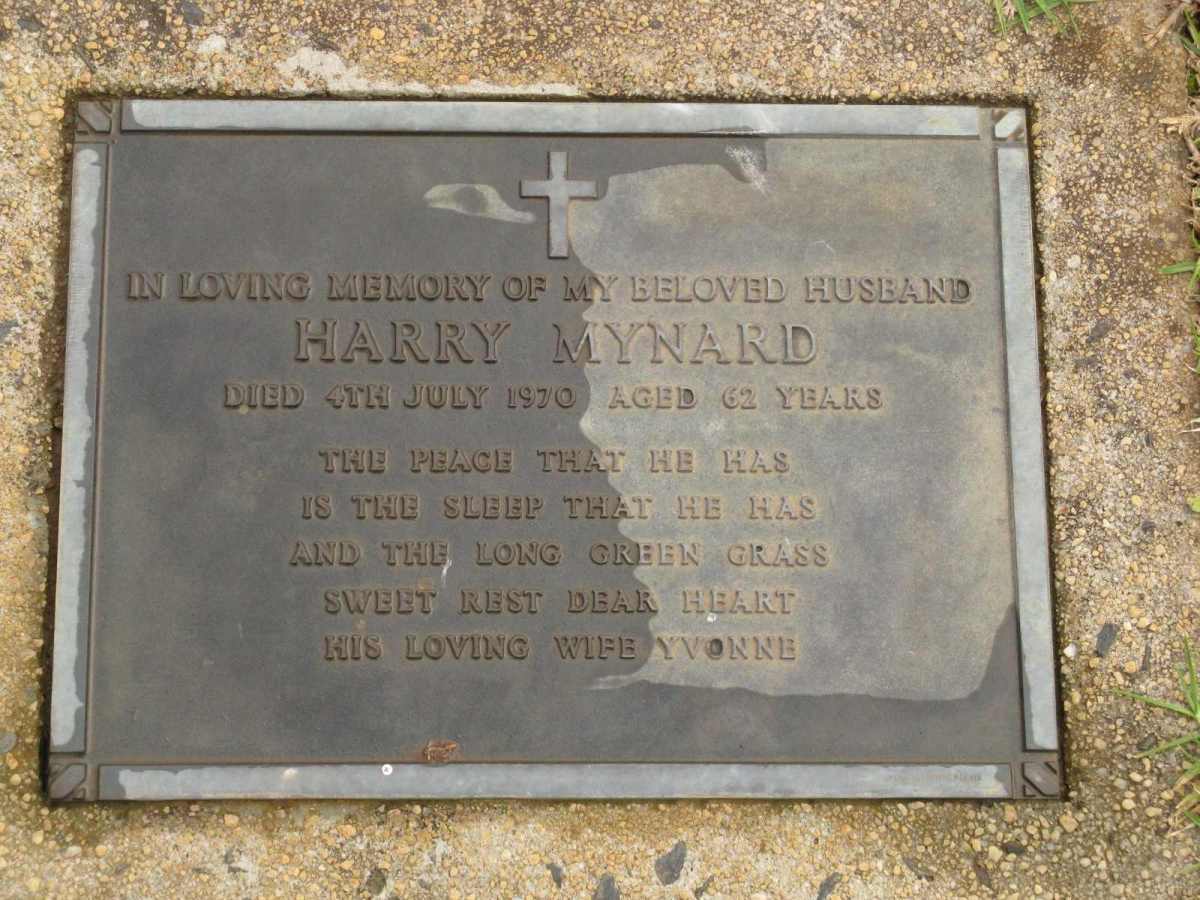 IN LOVING MEMORY OF MY BELOVED HUSBAND
HARRY MYNARD
DIED 4TH JULY 1970 AGED 62 YEARS
THE PEACE THAT HE HAS
IS THE SLEEP THAT HE HAS
AND THE LONG GREEN GRASS
SWEET REST DEAR HEART
HIS LOVING WIFE YVONNE